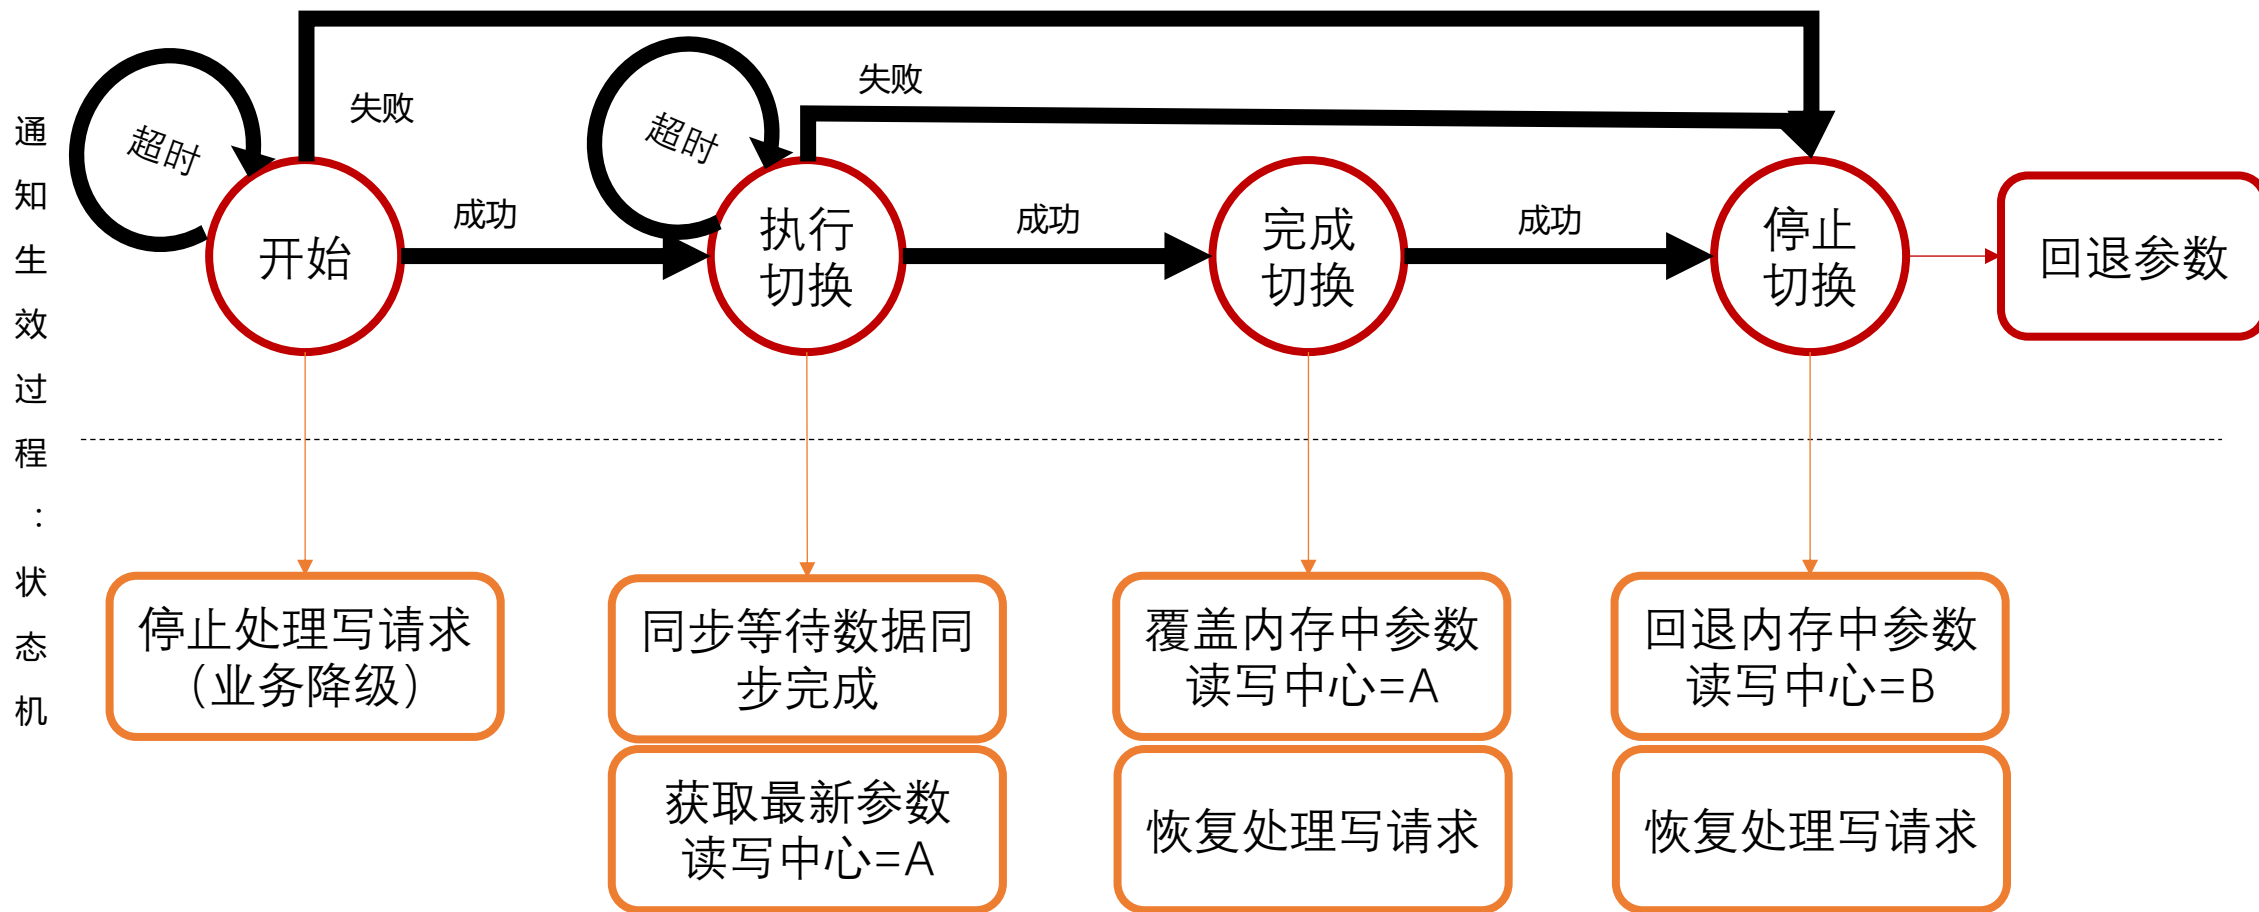 通知生效过程：状态机
超时
失败
超时
失败
成功
成功
成功
开始
执行
切换
完成
切换
停止
切换
回退参数
停止处理写请求
（业务降级）
同步等待数据同
步完成
获取最新参数
读写中心=A
覆盖内存中参数
读写中心=A
恢复处理写请求
回退内存中参数
读写中心=B
恢复处理写请求